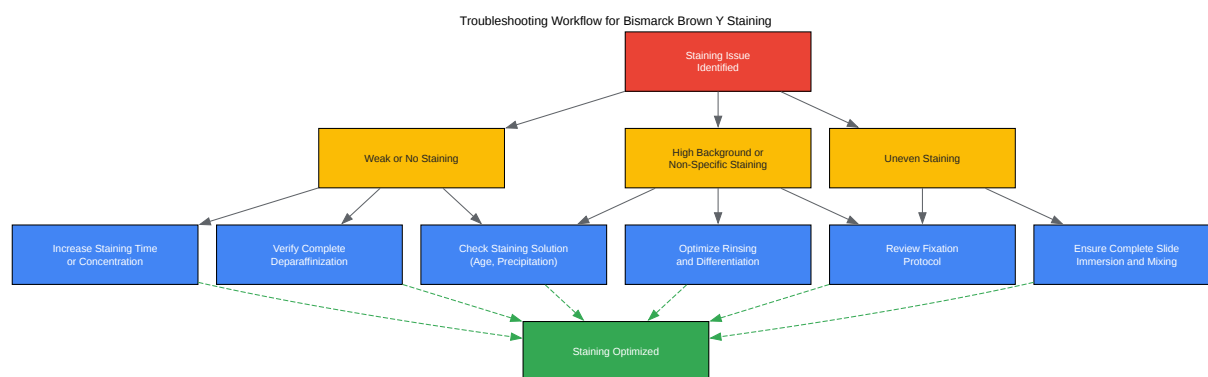 Troubleshooting Workflow for Bismarck Brown Y Staining
Staining Issue
Identified
Weak or No Staining
High Background or
Non-Specific Staining
Uneven Staining
Increase Staining Time
or Concentration
Verify Complete
Deparaffinization
Check Staining Solution
(Age, Precipitation)
Optimize Rinsing
and Differentiation
Review Fixation
Protocol
Ensure Complete Slide
Immersion and Mixing
Staining Optimized